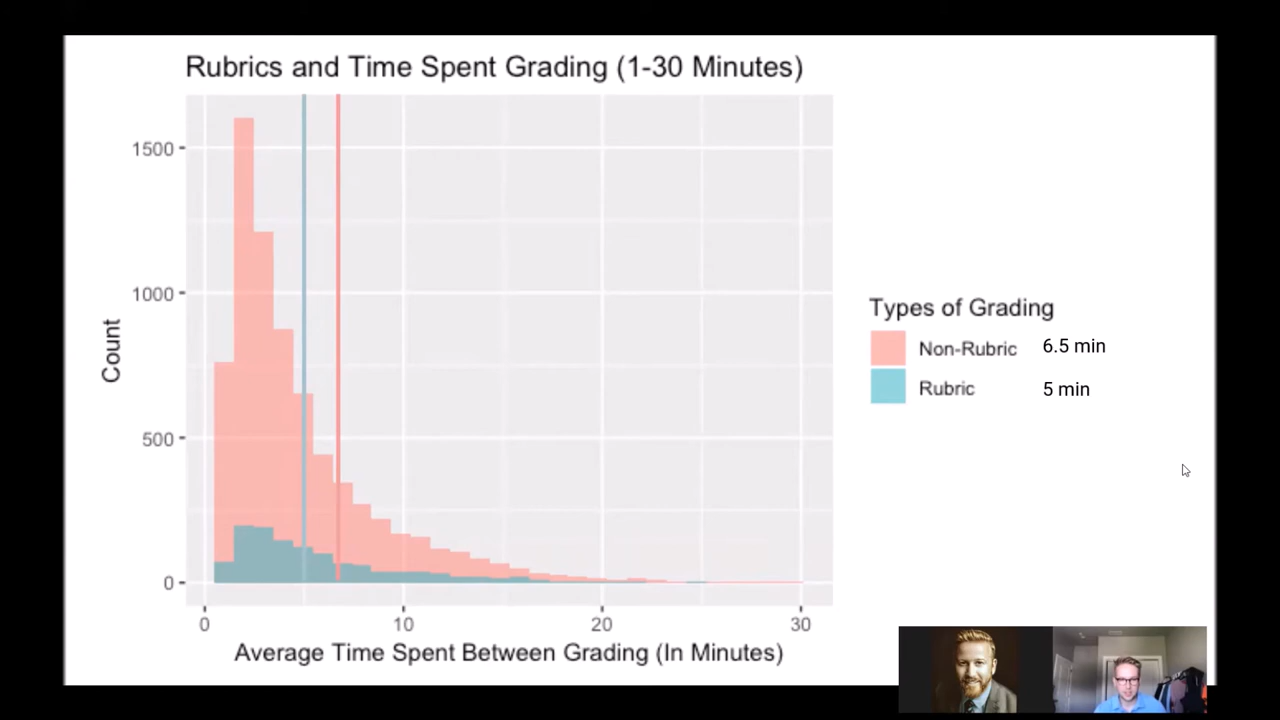 Rubrics and Time Spent Grading (1-30 Minutes)
1500
1000
500
0
Count
0 10 20 30
Average Time Spent Between Grading (In Minutes)
Types of Grading
Non-Rubric 6.5 min
Rubric 5 min